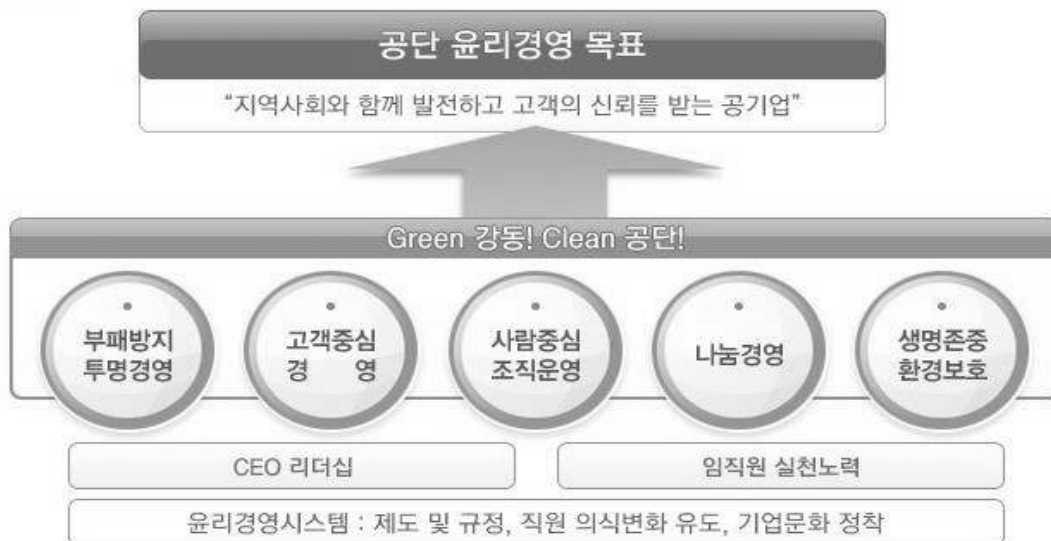 공단 윤리경영 목표
“지역사회와 함께 발전하고 고객의 신뢰를 받는 공기업”
Green 강동! Clean 공단!
부패방지
투명경영
고객중심
경 영
사람중심
조직운영
나눔경영
생명존중
환경보호
CEO 리더십
임직원 실천노력
윤리경영시스템 : 제도 및 규정, 직원 의식변화 유도, 기업문화 정착